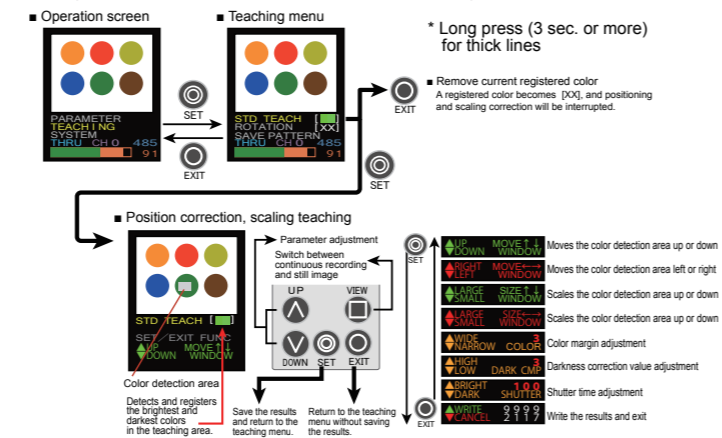 ■ Operation screen
PARAMETER
TEACHING
SYSTEM
THRU CH 0 485
91
SET
EXIT
■ Teaching menu
STD TEACH [ ]
ROTATION [XX]
SAVE PATTERN
THRU CH 0 485
91
* Long press (3 sec. or more)
for thick lines
EXIT
■ Remove current registered color
A registered color becomes [XX], and positioning
and scaling correction will be interrupted.
SET
■ Position correction, scaling teaching
STD TEACH [ ]
SET/EXIT FUNC
▲UP MOVE↑↓
▼DOWN WINDOW
Color detection area
Detects and registers
the brightest and
darkest colors
in the teaching area.
Parameter adjustment
Switch between
continuous recording
and still image
UP VIEW
DOWN SET EXIT
Save the results
and return to the
teaching menu.
Return to the teaching
menu without saving
the results.
SET
EXIT
▲UP MOVE↑↓
▼DOWN WINDOW
Moves the color detection area up or down
▲RIGHT MOVE←→
▼LEFT WINDOW
Moves the color detection area left or right
▲LARGE SIZE↑↓
▼SMALL WINDOW
Scales the color detection area up or down
▲LARGE SIZE←→
▼SMALL WINDOW
Scales the color detection area up or down
▲WIDE 3
▼NARROW COLOR
Color margin adjustment
▲HIGH 3
▼LOW DARK CMP
Darkness correction value adjustment
▲BRIGHT 100
▼DARK SHUTTER
Shutter time adjustment
▲WRITE 9999
▼CANCEL 2117
Write the results and exit